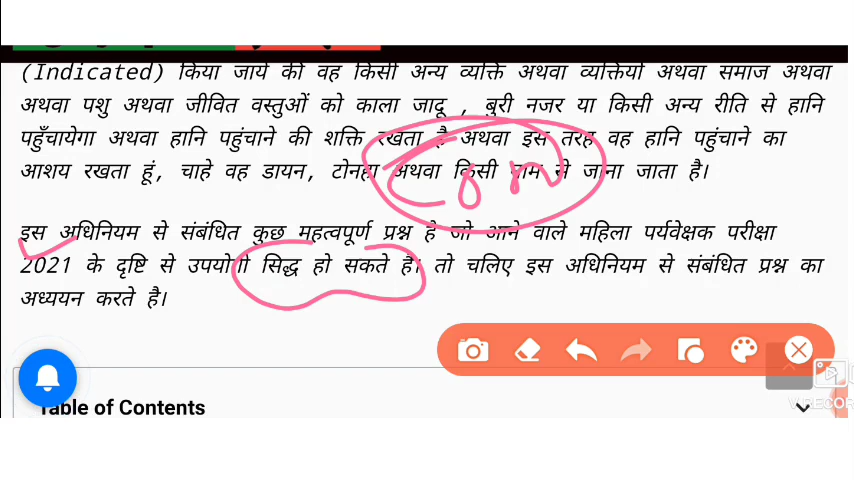 (Indicated) किया जाये की वह किसी अन्य व्यक्ति अथवा व्यक्तियो अथवा समाज अथवा
अथवा पशु अथवा जीवित वस्तुओं को काला जादू , बुरी नजर या किसी अन्य रीति से हानि
पहुँचायेगा अथवा हानि पहुंचाने की शक्ति रखता है अथवा इस तरह वह हानि पहुंचाने का
आशय रखता हूं, चाहे वह डायन, टोनहा अथवा किसी नाम से जाना जाता है।
इस अधिनियम से संबंधित कुछ महत्वपूर्ण प्रश्न है जो आने वाले महिला पर्यवेक्षक परीक्षा
2021 के दृष्टि से उपयोगी सिद्ध हो सकते है। तो चलिए इस अधिनियम से संबंधित प्रश्न का
अध्ययन करते है।
Table of Contents